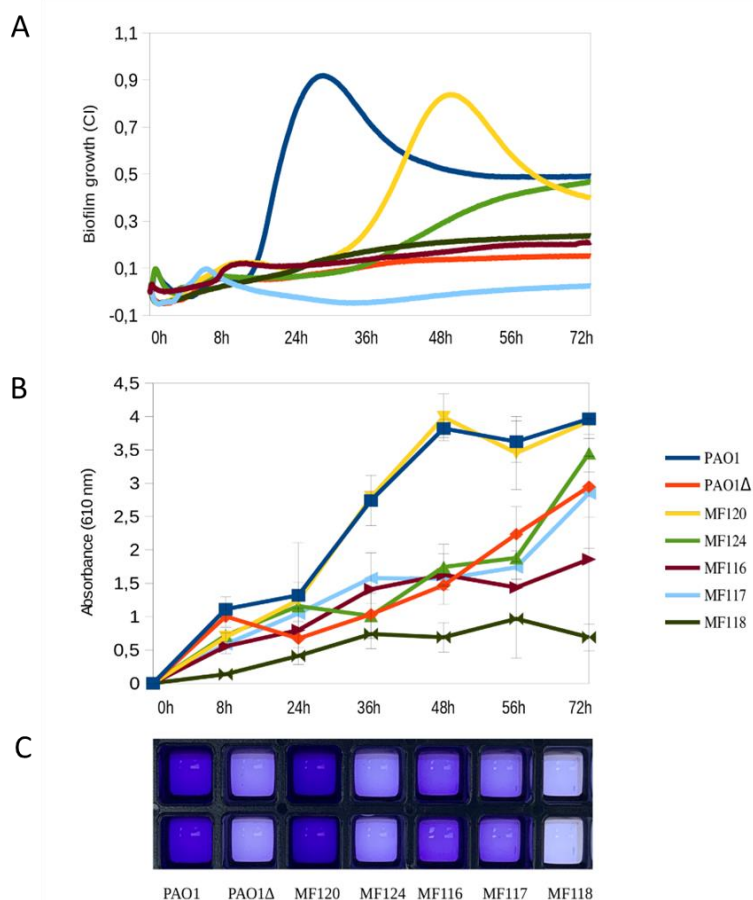 A
1,1
0,9
0,7
0,5
0,3
0,1
-0,1
Biofilm growth (CI)
0h 8h 24h 36h 48h 56h 72h
B
4,5
4
3,5
3
2,5
2
1,5
1
0,5
0
Absorbance (610 nm)
0h 8h 24h 36h 48h 56h 72h
PAO1
PAO1Δ
MF120
MF124
MF116
MF117
MF118
C
PAO1 PAO1Δ MF120 MF124 MF116 MF117 MF118